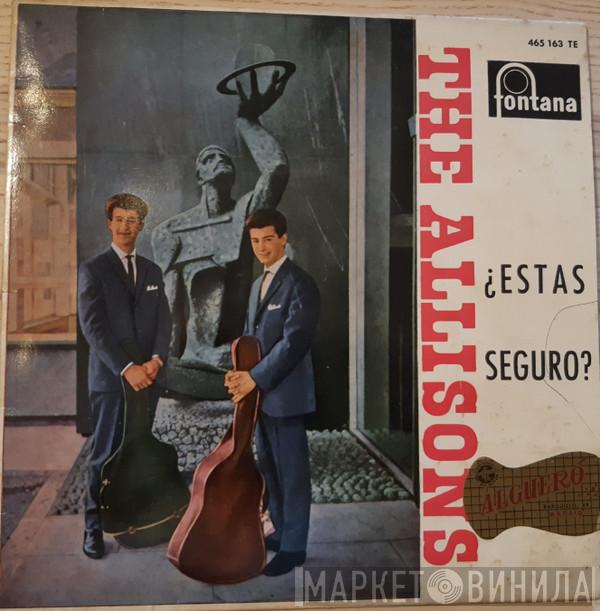 465 163 TE
fontana
THE ALLISONS
¿ESTAS
SEGURO?
ALGUERO
МАРКЕТ ВИНИЛА